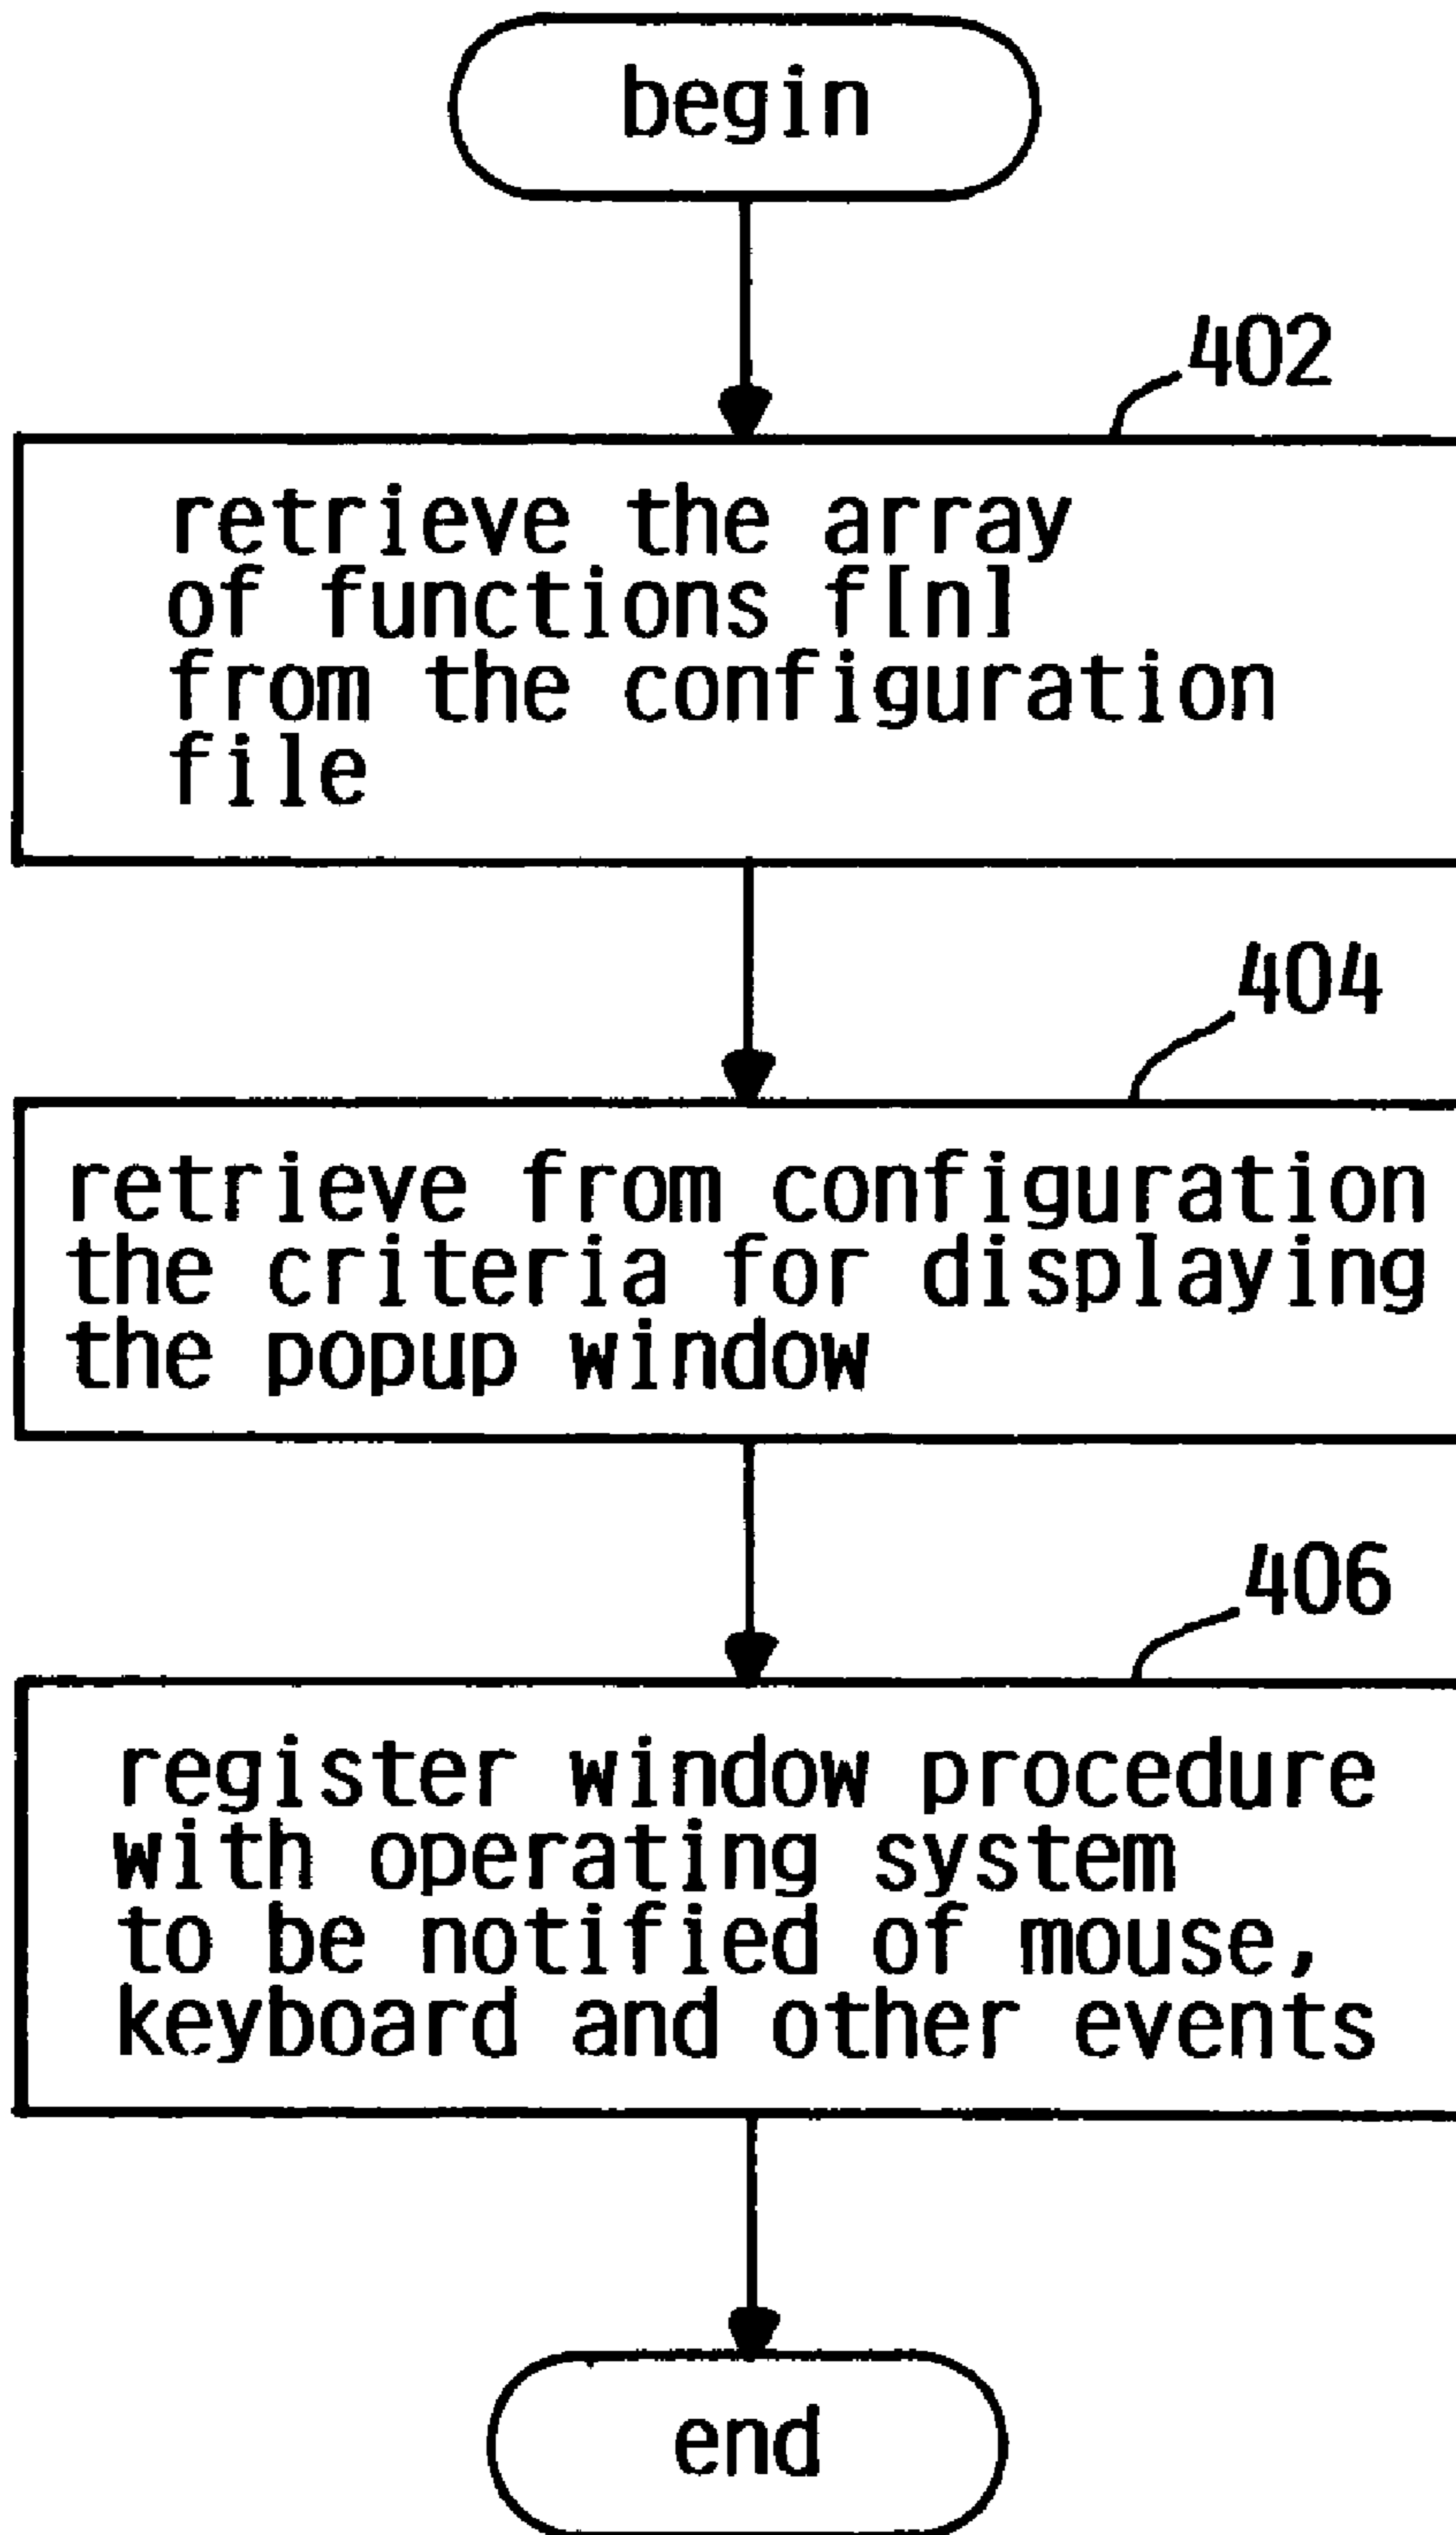 begin
402
retrieve the array
of functions f[n]
from the configuration
file
404
retrieve from configuration
the criteria for displaying
the popup window
406
register window procedure
with operating system
to be notified of mouse,
keyboard and other events
end